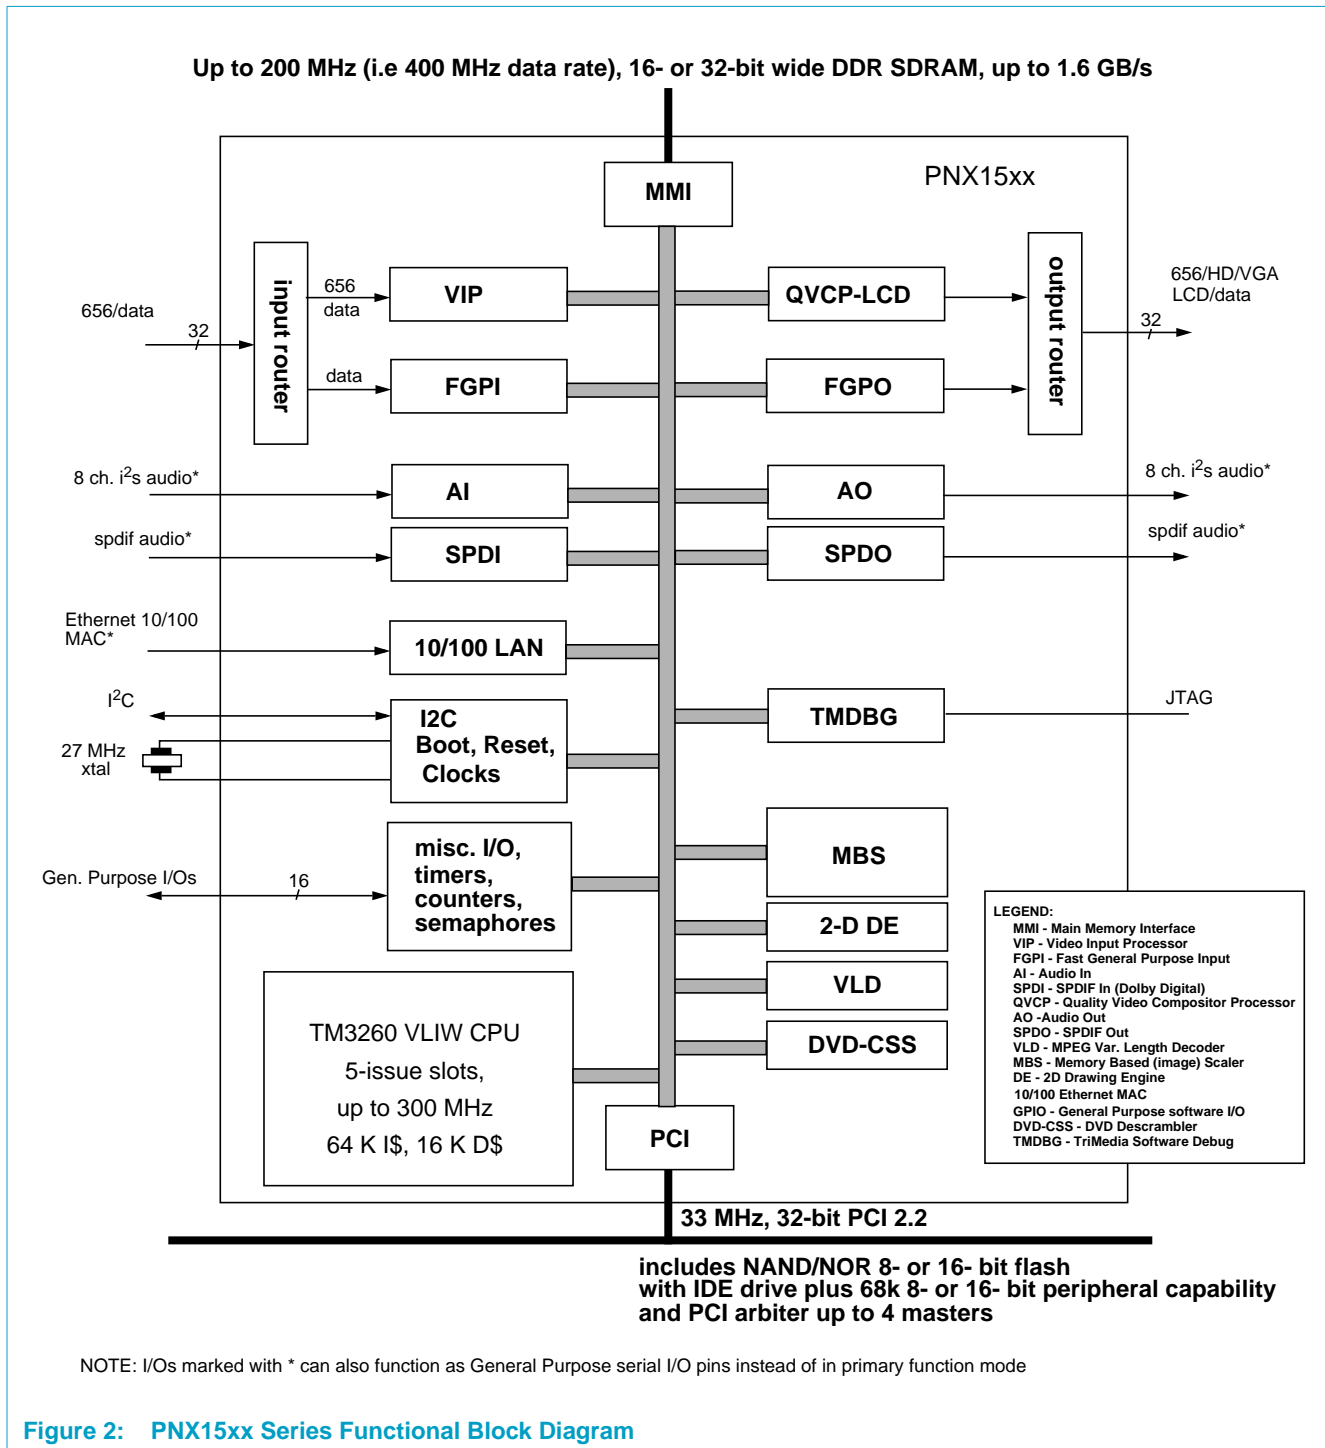 Up to 200 MHz (i.e 400 MHz data rate), 16- or 32-bit wide DDR SDRAM, up to 1.6 GB/s
PNX15xx
MMI
656/data
32
input router
656
data
data
VIP
FGPI
QVCP-LCD
FGPO
output router
656/HD/VGA
LCD/data
32
8 ch. i²s audio*
AI
AO
8 ch. i²s audio*
spdif audio*
SPDI
SPDO
spdif audio*
Ethernet 10/100
MAC*
10/100 LAN
I²C
27 MHz
xtal
I2C
Boot, Reset,
Clocks
TMDBG
JTAG
Gen. Purpose I/Os
16
misc. I/O,
timers,
counters,
semaphores
MBS
2-D DE
VLD
DVD-CSS
TM3260 VLIW CPU
5-issue slots,
up to 300 MHz
64 K I$, 16 K D$
PCI
LEGEND:
MMI - Main Memory Interface
VIP - Video Input Processor
FGPI - Fast General Purpose Input
AI - Audio In
SPDI - SPDIF In (Dolby Digital)
QVCP - Quality Video Compositor Processor
AO -Audio Out
SPDO - SPDIF Out
VLD - MPEG Var. Length Decoder
MBS - Memory Based (image) Scaler
DE - 2D Drawing Engine
10/100 Ethernet MAC
GPIO - General Purpose software I/O
DVD-CSS - DVD Descrambler
TMDBG - TriMedia Software Debug
33 MHz, 32-bit PCI 2.2
includes NAND/NOR 8- or 16- bit flash
with IDE drive plus 68k 8- or 16- bit peripheral capability
and PCI arbiter up to 4 masters
NOTE: I/Os marked with * can also function as General Purpose serial I/O pins instead of in primary function mode
Figure 2: PNX15xx Series Functional Block Diagram